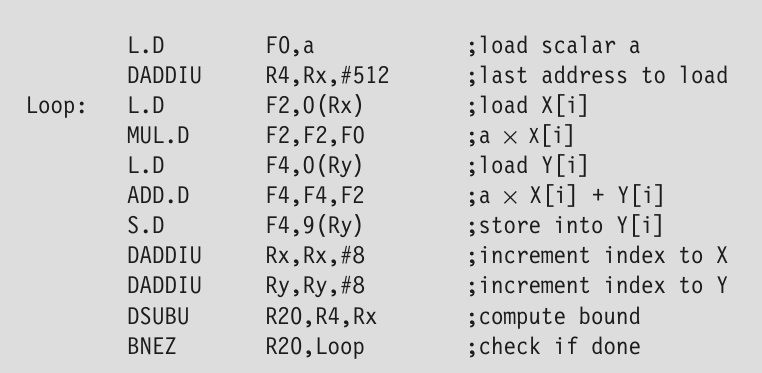 L.D F0,a ;load scalar a
DADDIU R4,Rx,#512 ;last address to load
Loop: L.D F2,0(Rx) ;load X[i]
MUL.D F2,F2,F0 ;a × X[i]
L.D F4,0(Ry) ;load Y[i]
ADD.D F4,F4,F2 ;a × X[i] + Y[i]
S.D F4,9(Ry) ;store into Y[i]
DADDIU Rx,Rx,#8 ;increment index to X
DADDIU Ry,Ry,#8 ;increment index to Y
DSUBU R20,R4,Rx ;compute bound
BNEZ R20,Loop ;check if done